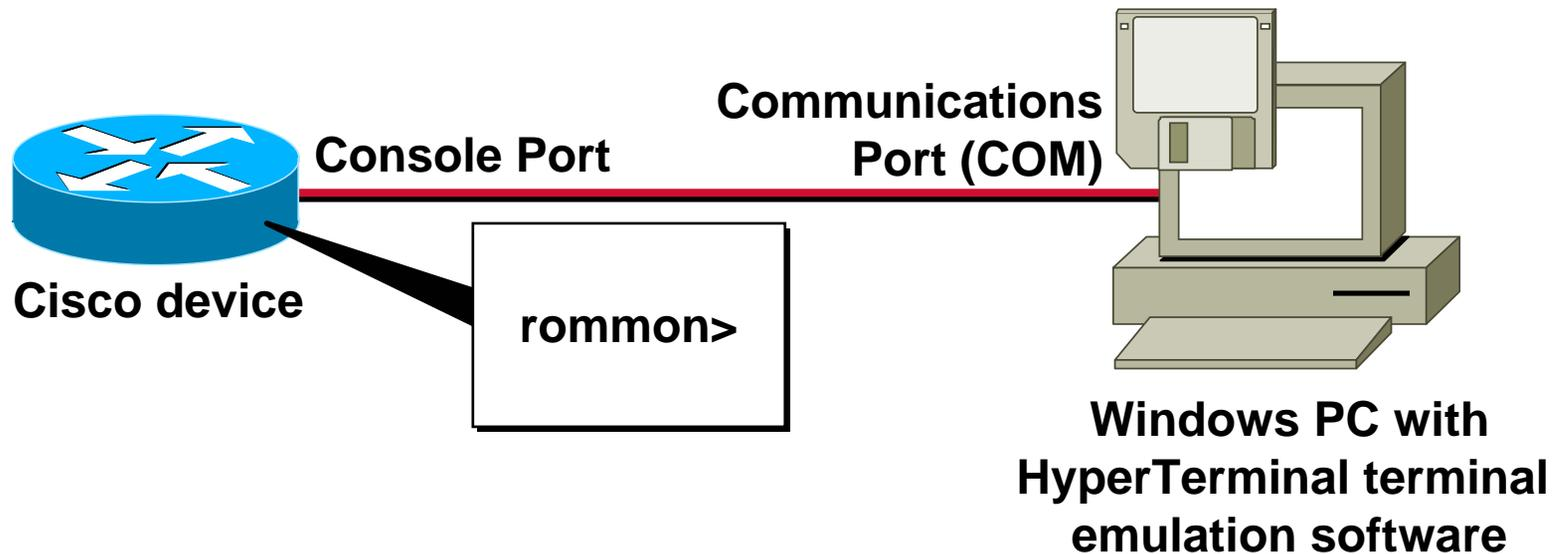 Communications
Port (COM)
Console Port
Cisco device
rommon>
Windows PC with
HyperTerminal terminal
emulation software